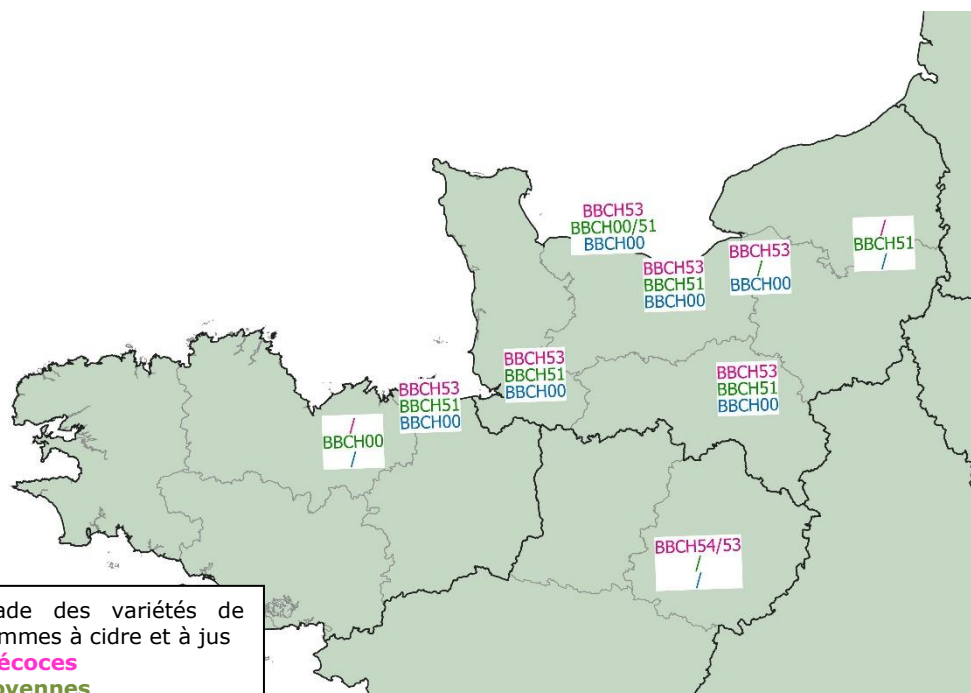 BBCH53
BBCH00/51
BBCH00
/
BBCH51
/
BBCH53
/
BBCH00
BBCH53
BBCH51
BBCH00
BBCH53
BBCH51
BBCH00
BBCH53
BBCH51
BBCH00
BBCH53
BBCH51
BBCH00
/
BBCH00
/
BBCH54/53
/
/
ade des variétés de
mmes à cidre et à jus
écoces
oyennes